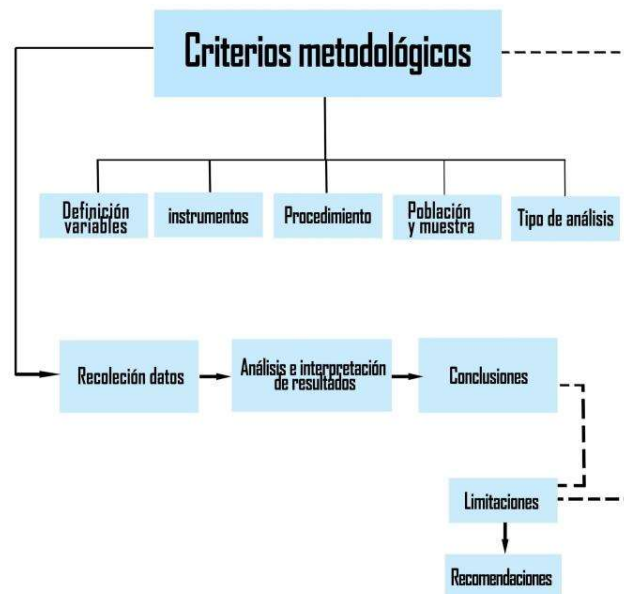 Criterios metodológicos
Definición
variables
instrumentos
Procedimiento
Población
y muestra
Tipo de análisis
Recoleción datos
Análisis e interpretación
de resultados
Conclusiones
Limitaciones
Recomendaciones